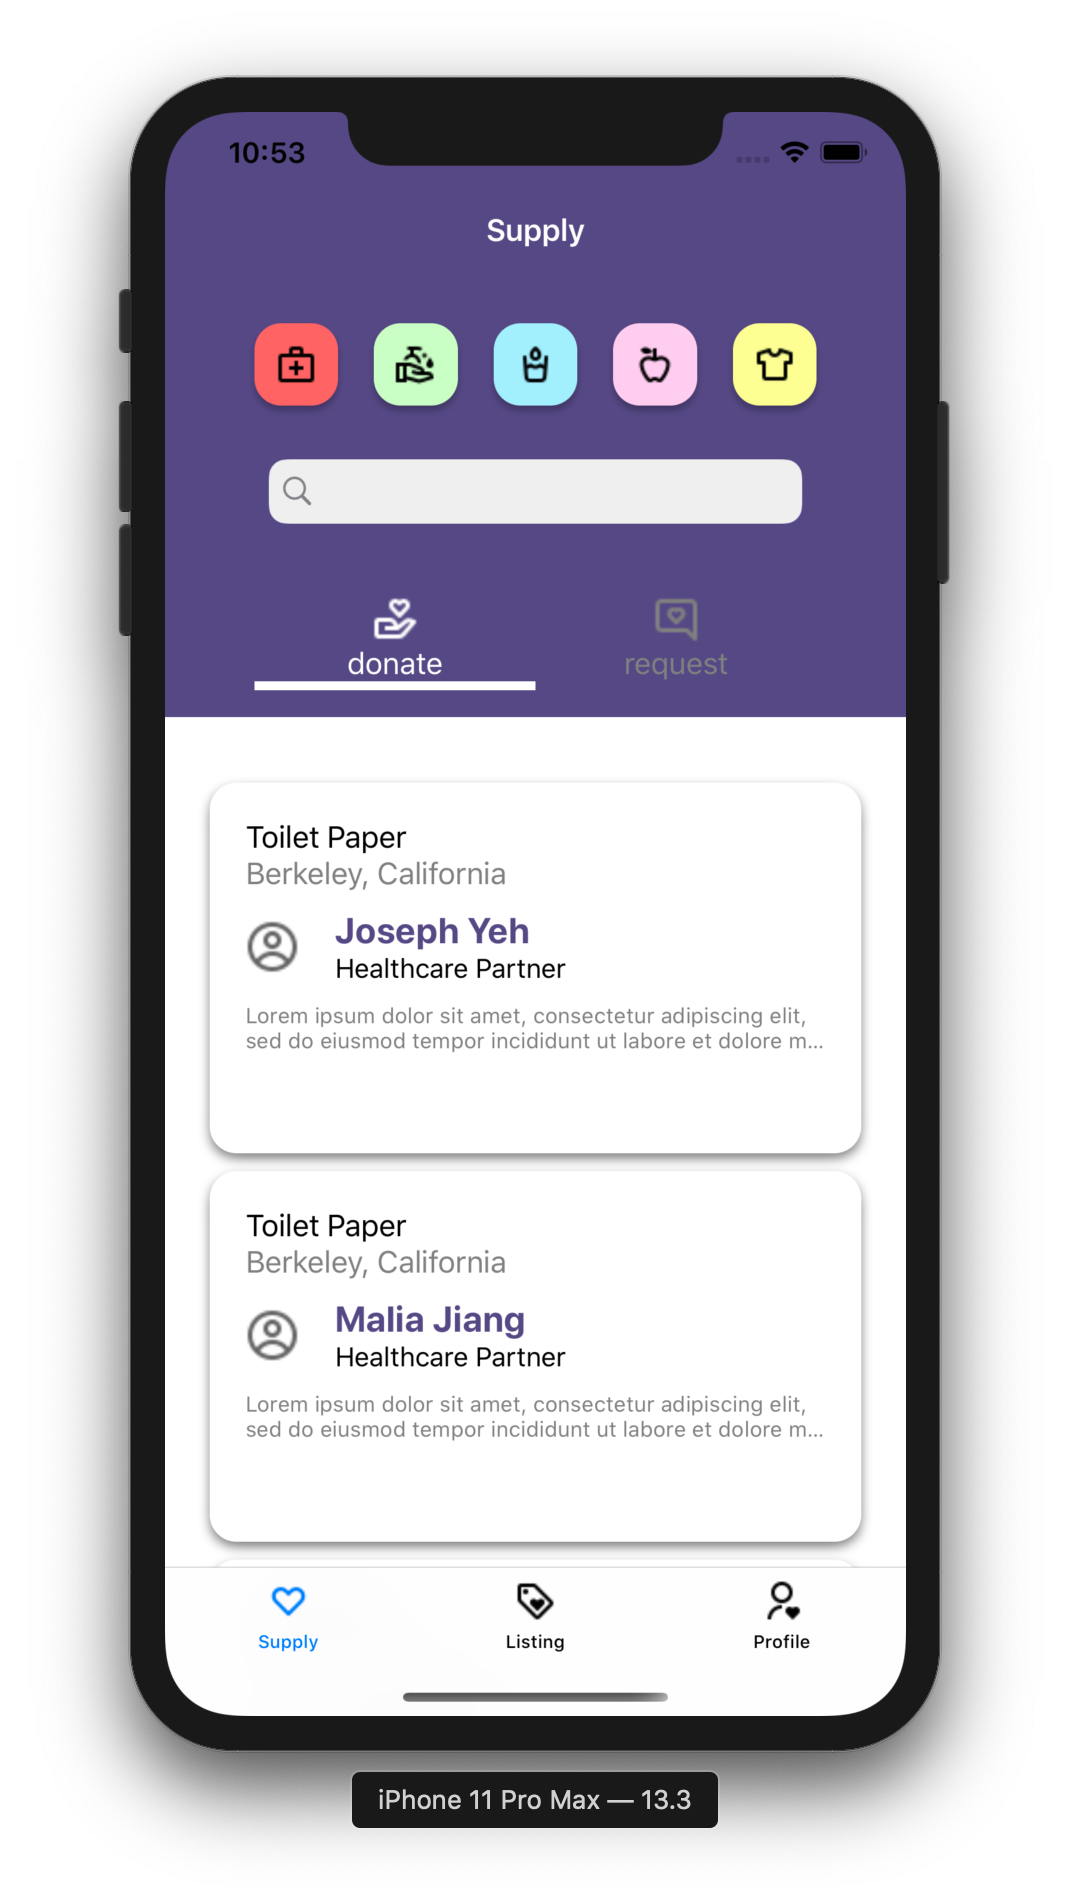 10:53
Supply
donate
request
Toilet Paper
Berkeley, California
Joseph Yeh
Healthcare Partner
Lorem ipsum dolor sit amet, consectetur adipiscing elit,
sed do eiusmod tempor incididunt ut labore et dolore m...
Toilet Paper
Berkeley, California
Malia Jiang
Healthcare Partner
Lorem ipsum dolor sit amet, consectetur adipiscing elit,
sed do eiusmod tempor incididunt ut labore et dolore m...
Supply
Listing
Profile
iPhone 11 Pro Max — 13.3